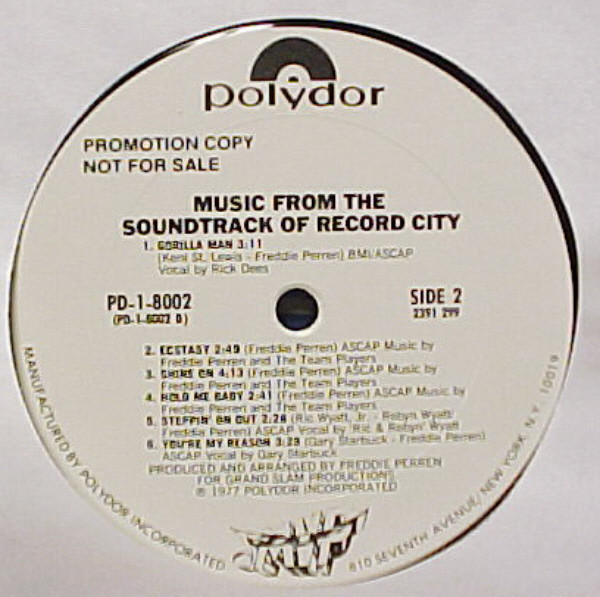 polydor
PROMOTION COPY
NOT FOR SALE
MUSIC FROM THE
SOUNDTRACK OF RECORD CITY
1. GORILLA MAN 3:11
(Keni St. Lewis - Freddie Perren) BMI/ASCAP
Vocal by Rick Dees
PD-1-8002
(PD-1-8002 B)
SIDE 2
2391 299
2. ECSTASY 2:49 (Freddie Perren) ASCAP Music by
Freddie Perren and The Team Players
3. SHINE ON 4:13 (Freddie Perren) ASCAP Music by
Freddie Perren and The Team Players
4. HOLD ME BABY 2:41 (Freddie Perren) ASCAP Music by
Freddie Perren and The Team Players
5. STEPPIN' ON OUT 2:28 (Ric Wyatt, Jr. - Robyn Wyatt
Freddie Perren) ASCAP Vocal by Ric & Robyn Wyatt
6. YOU'RE MY REASON 3:23 (Gary Starbuck - Freddie Perren)
ASCAP Vocal by Gary Starbuck
PRODUCED AND ARRANGED BY FREDDIE PERREN
FOR GRAND SLAM PRODUCTIONS
℗ 1977 POLYDOR INCORPORATED
MANUFACTURED BY POLYDOR INCORPORATED
810 SEVENTH AVENUE, NEW YORK, N.Y. 10019